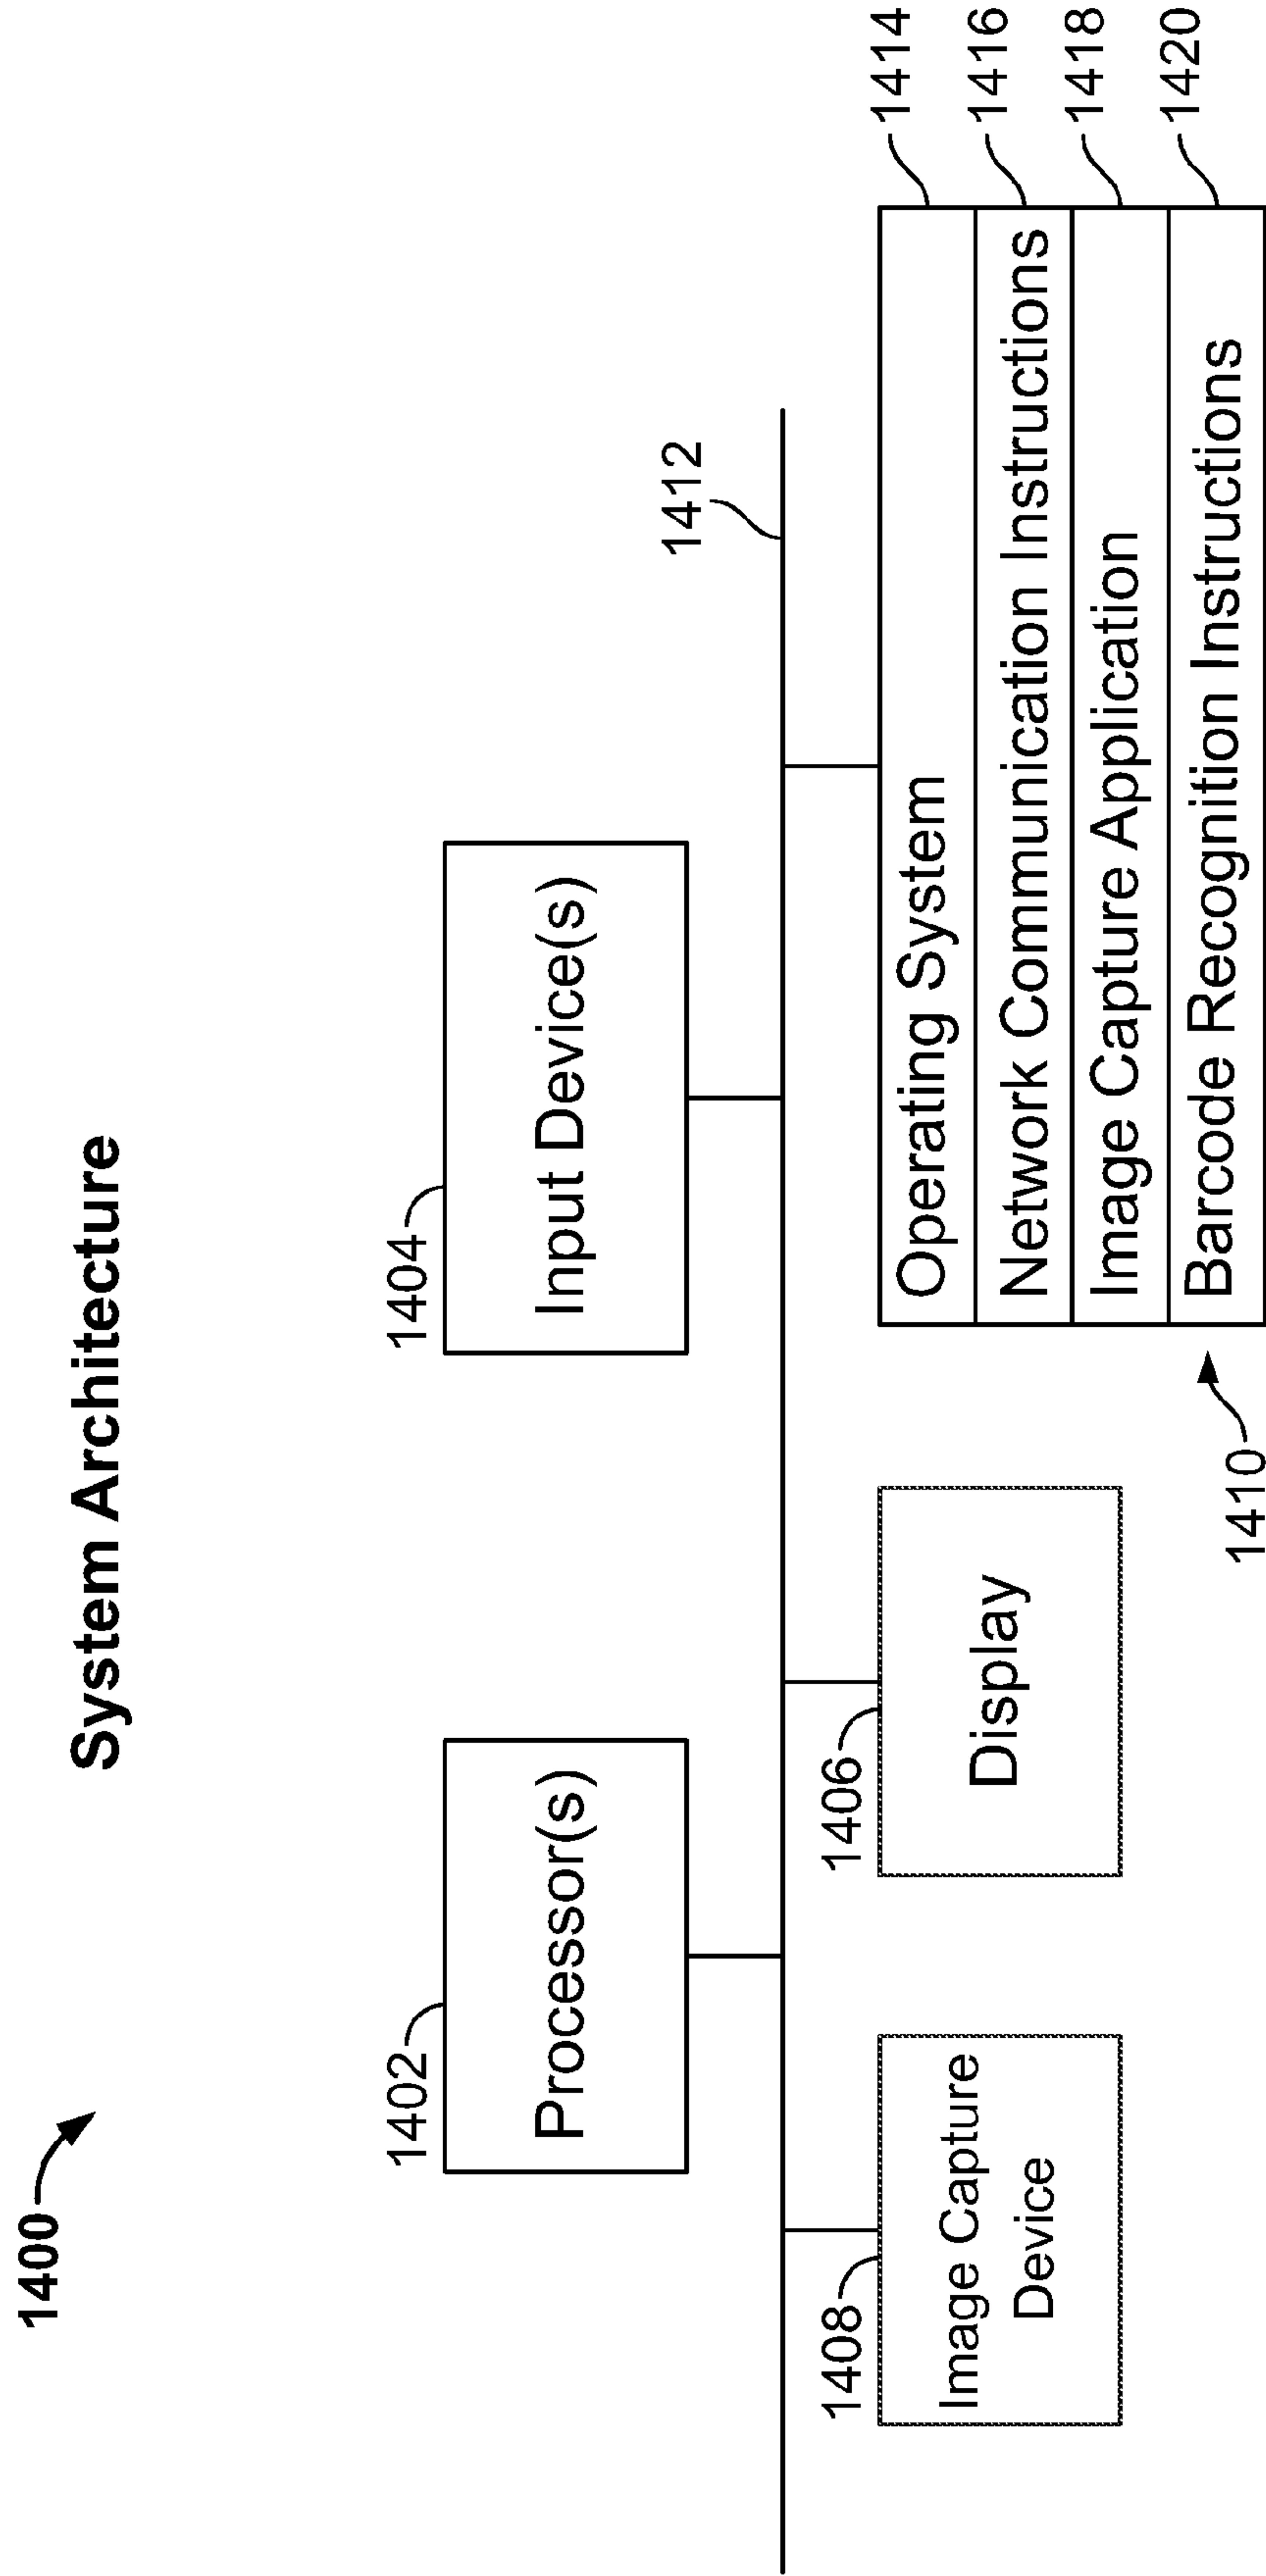 System Architecture
1400
1402
Processor(s)
1404
Input Device(s)
1412
1408
Image Capture
Device
1406
Display
1410
Operating System
1414
Network Communication Instructions
1416
Image Capture Application
1418
Barcode Recognition Instructions
1420